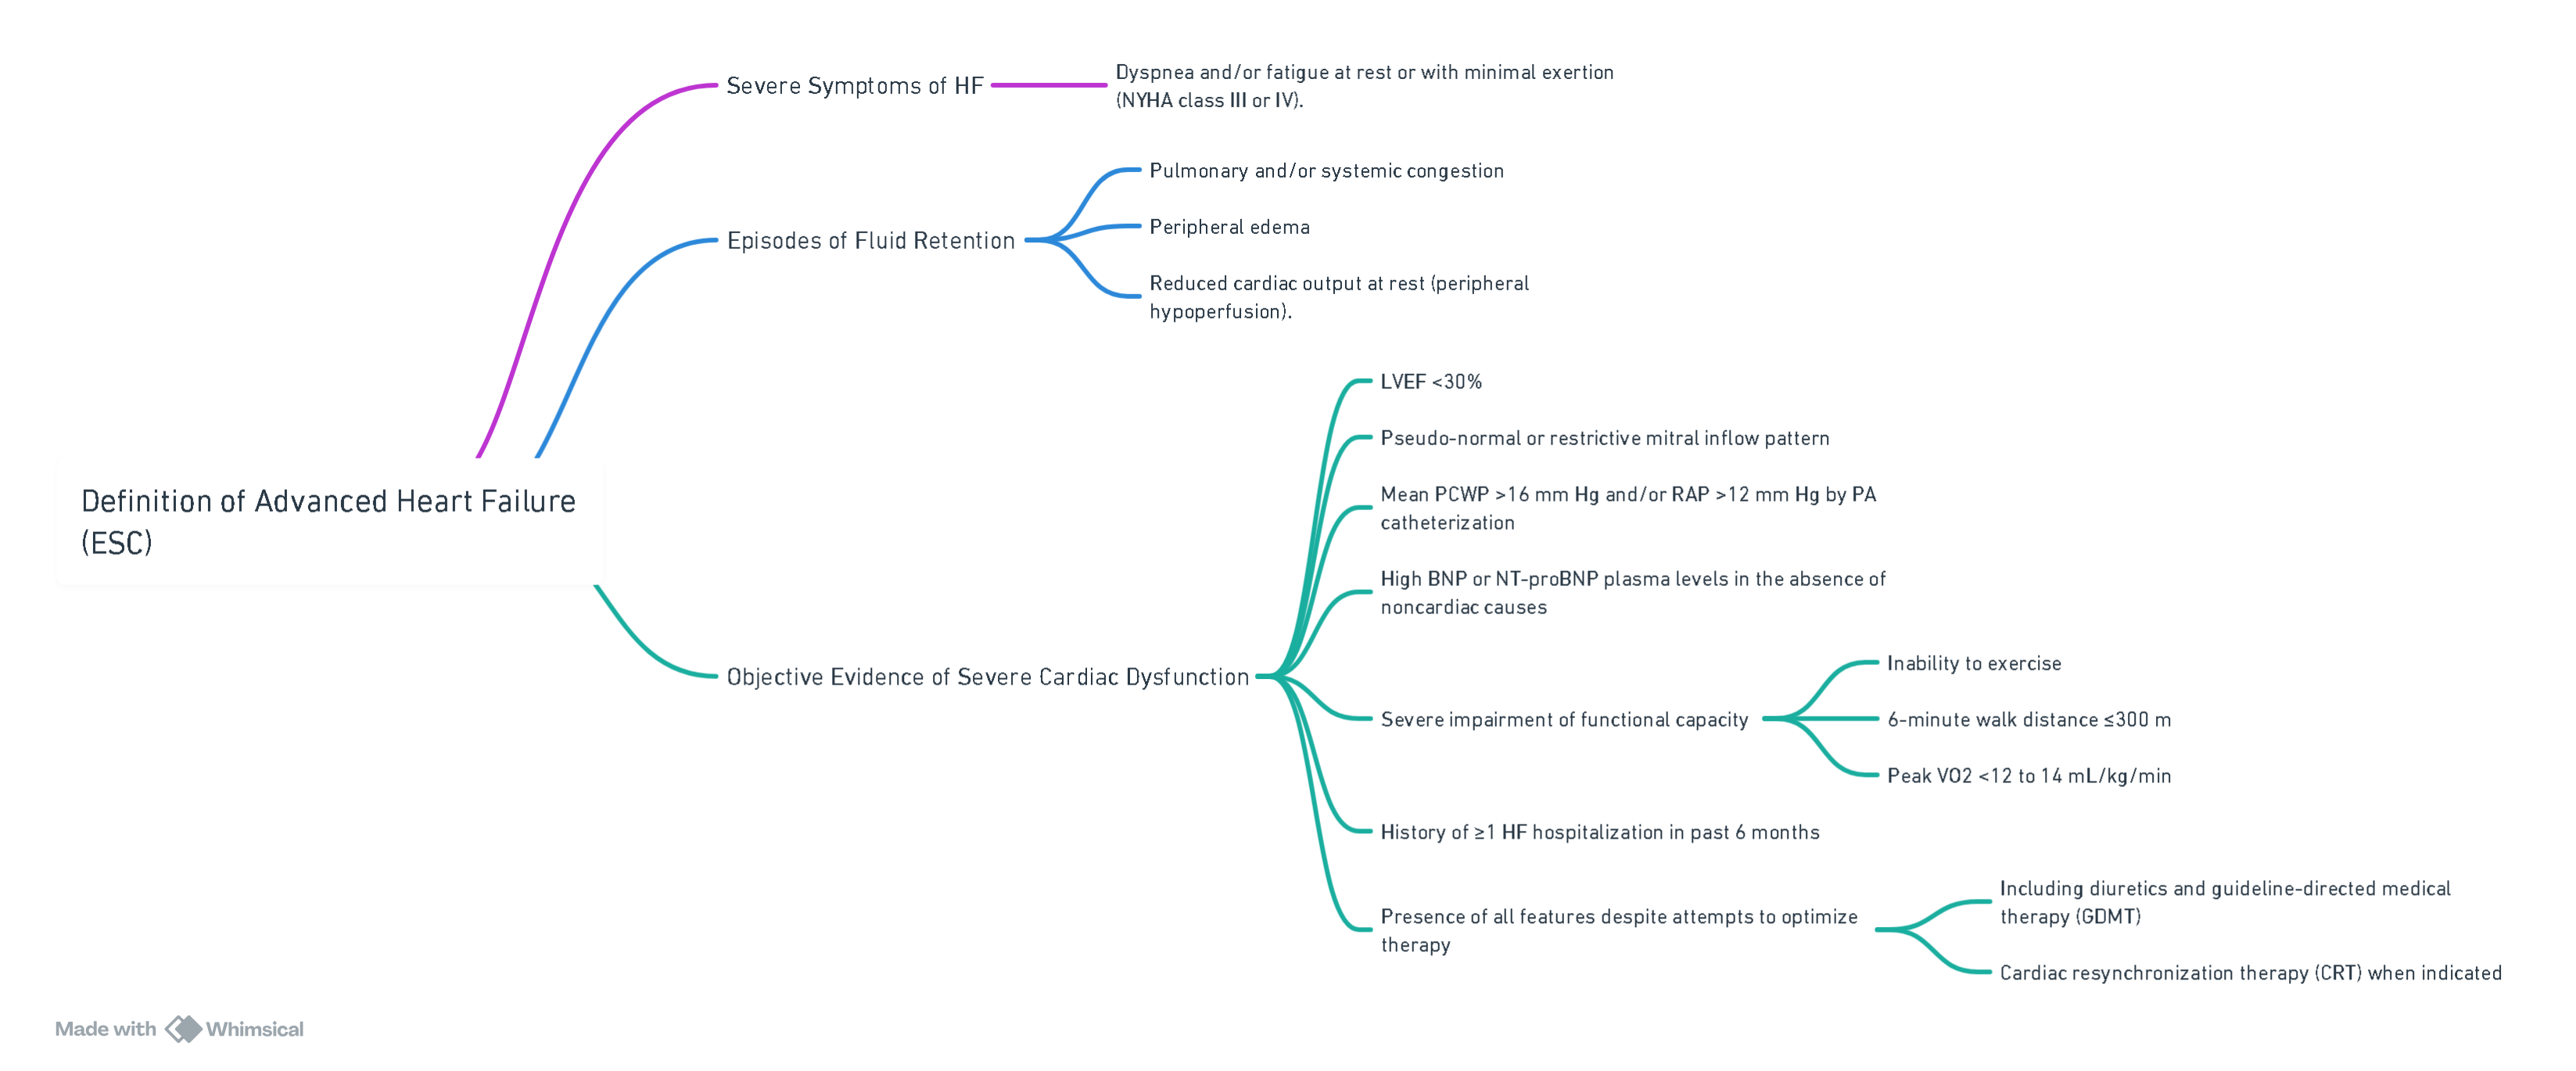 Severe Symptoms of HF
Dyspnea and/or fatigue at rest or with minimal exertion
(NYHA class III or IV).
Episodes of Fluid Retention
Pulmonary and/or systemic congestion
Peripheral edema
Reduced cardiac output at rest (peripheral
hypoperfusion).
Definition of Advanced Heart Failure
(ESC)
Objective Evidence of Severe Cardiac Dysfunction
LVEF <30%
Pseudo-normal or restrictive mitral inflow pattern
Mean PCWP >16 mm Hg and/or RAP >12 mm Hg by PA
catheterization
High BNP or NT-proBNP plasma levels in the absence of
noncardiac causes
Severe impairment of functional capacity
Inability to exercise
6-minute walk distance ≤300 m
Peak VO2 <12 to 14 mL/kg/min
History of ≥1 HF hospitalization in past 6 months
Presence of all features despite attempts to optimize
therapy
Including diuretics and guideline-directed medical
therapy (GDMT)
Cardiac resynchronization therapy (CRT) when indicated
Made with Whimsical